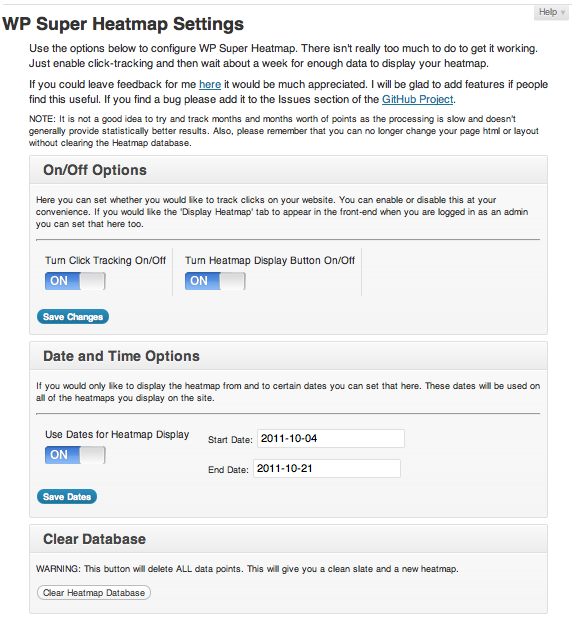 Help
WP Super Heatmap Settings
Use the options below to configure WP Super Heatmap. There isn't really too much to do to get it working.
Just enable click-tracking and then wait about a week for enough data to display your heatmap.
If you could leave feedback for me here it would be much appreciated. I will be glad to add features if people
find this useful. If you find a bug please add it to the Issues section of the GitHub Project.
NOTE: It is not a good idea to try and track months and months worth of points as the processing is slow and doesn't
generally provide statistically better results. Also, please remember that you can no longer change your page html or layout
without clearing the Heatmap database.
On/Off Options
Here you can set whether you would like to track clicks on your website. You can enable or disable this at your
convenience. If you would like the 'Display Heatmap' tab to appear in the front-end when you are logged in as an admin
you can set that here too.
Turn Click Tracking On/Off Turn Heatmap Display Button On/Off
ON ON
Save Changes
Date and Time Options
If you would only like to display the heatmap from and to certain dates you can set that here. These dates will be used on
all of the heatmaps you display on the site.
Use Dates for Heatmap Display Start Date: 2011-10-04
ON End Date: 2011-10-21
Save Dates
Clear Database
WARNING: This button will delete ALL data points. This will give you a clean slate and a new heatmap.
Clear Heatmap Database